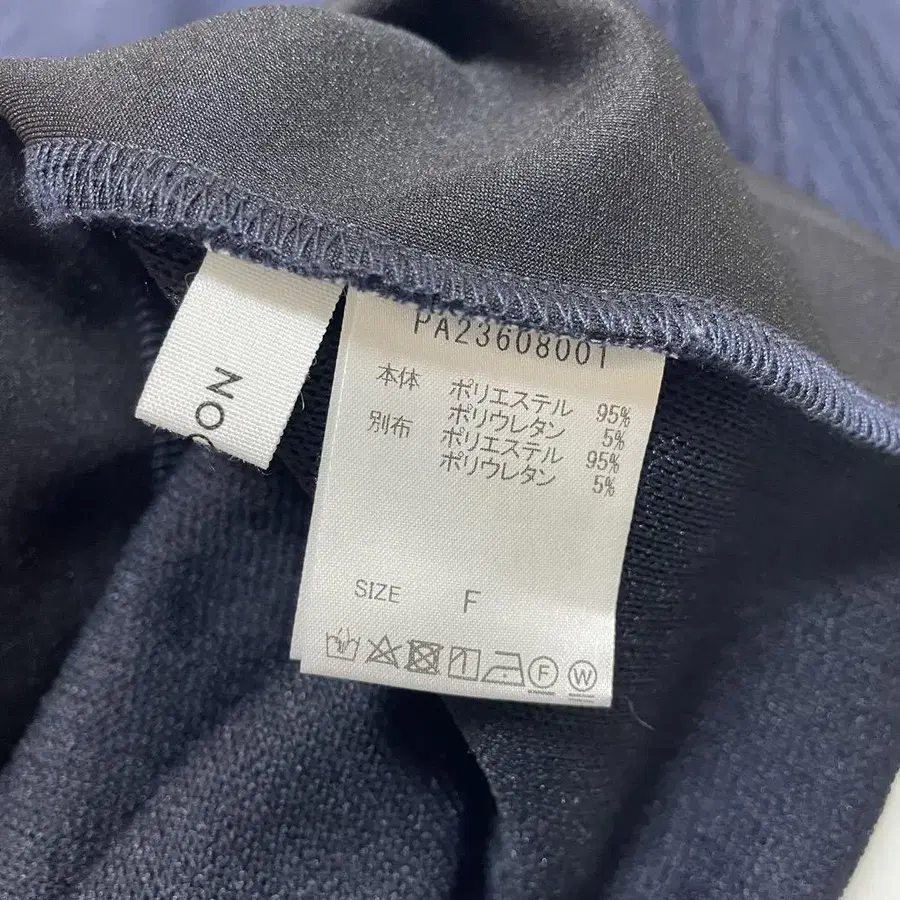 PA23608001
本体 ポリエステル 95%
ポリウレタン 5%
別布 ポリエステル 95%
ポリウレタン 5%
SIZE F
F W
NO